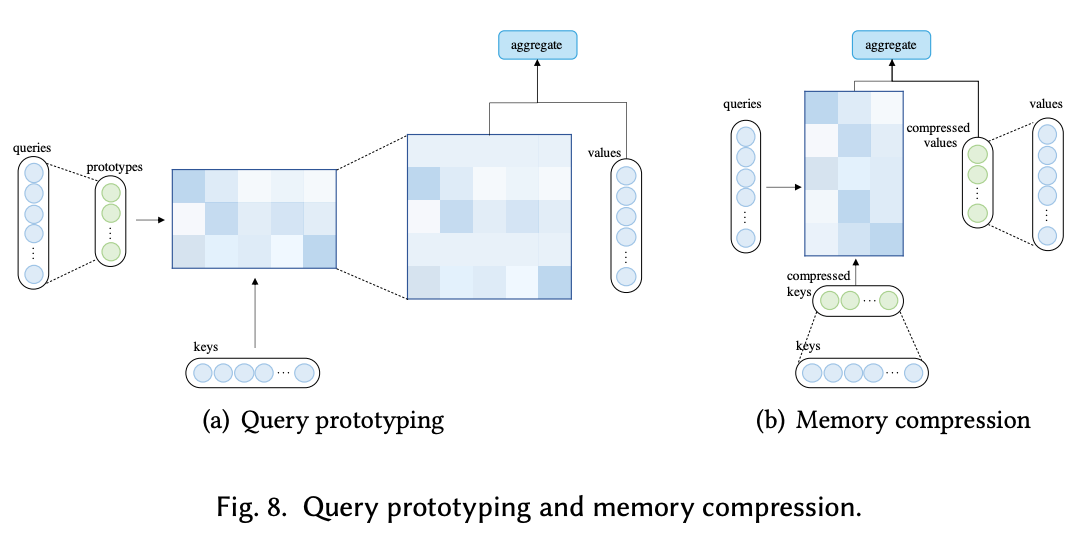 aggregate
queries
prototypes
values
keys
(a) Query prototyping
aggregate
queries
values
compressed
values
compressed
keys
keys
(b) Memory compression
Fig. 8. Query prototyping and memory compression.